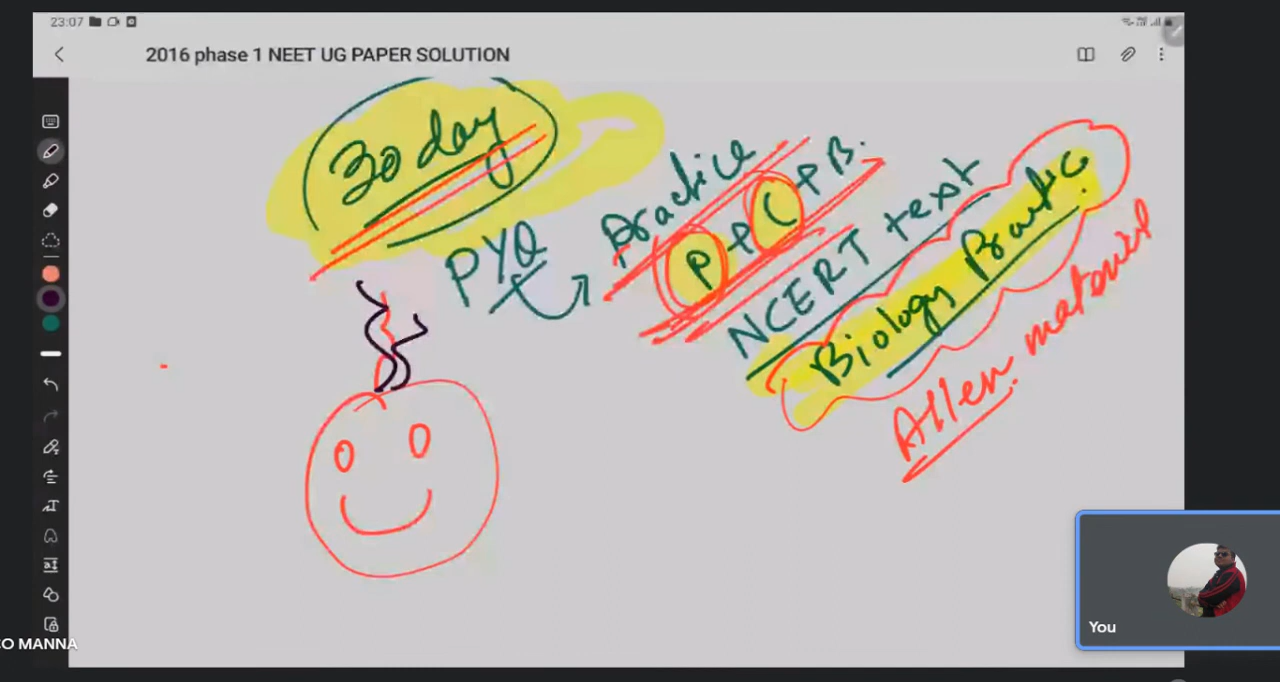 23:07
2016 phase 1 NEET UG PAPER SOLUTION
30 day
PYQ
Practice
P + C + B.
NCERT text
Biology Practic
Allen material
You
CO MANNA